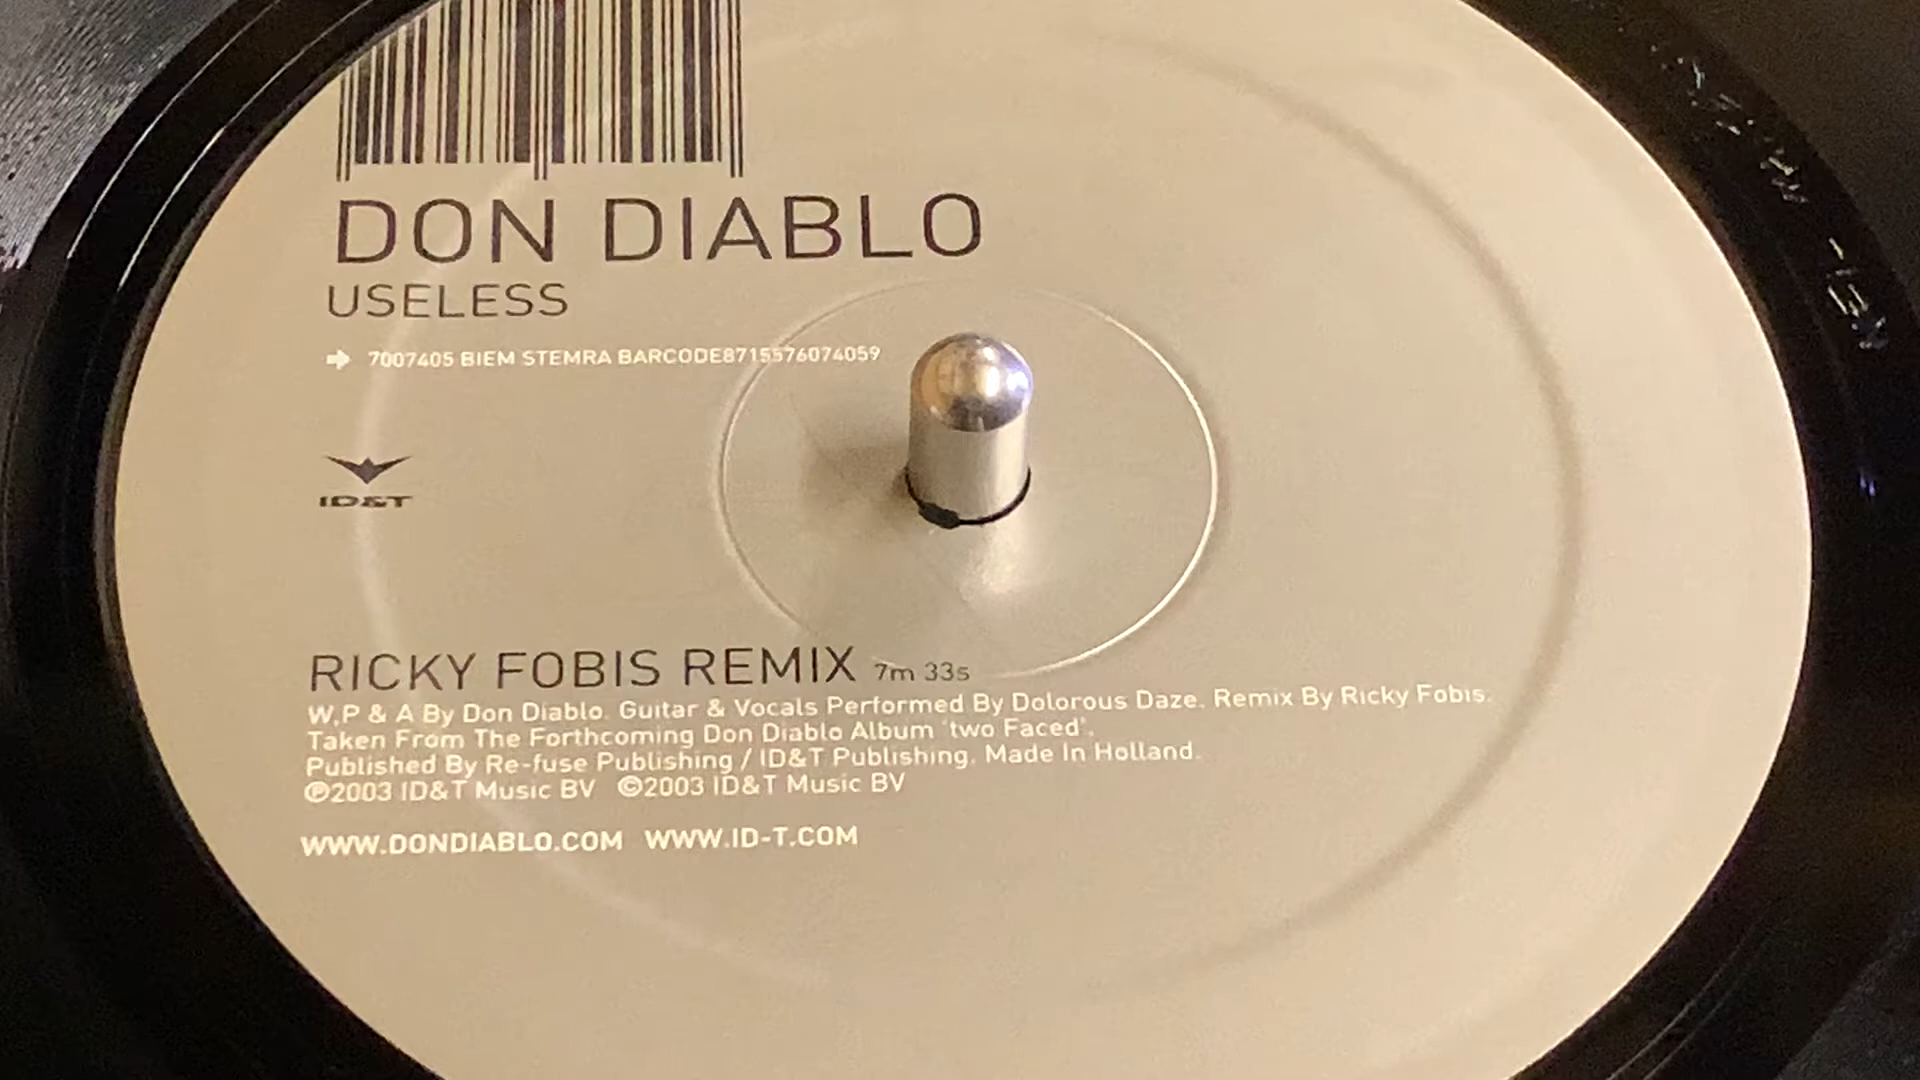 DON DIABLO
USELESS
7007405 BIEM STEMRA BARCODE8715576074059
ID&T
RICKY FOBIS REMIX 7m 33s
W,P & A By Don Diablo. Guitar & Vocals Performed By Dolorous Daze. Remix By Ricky Fobis.
Taken From The Forthcoming Don Diablo Album 'two Faced'.
Published By Re-fuse Publishing / ID&T Publishing. Made In Holland.
℗2003 ID&T Music BV ©2003 ID&T Music BV
WWW.DONDIABLO.COM WWW.ID-T.COM